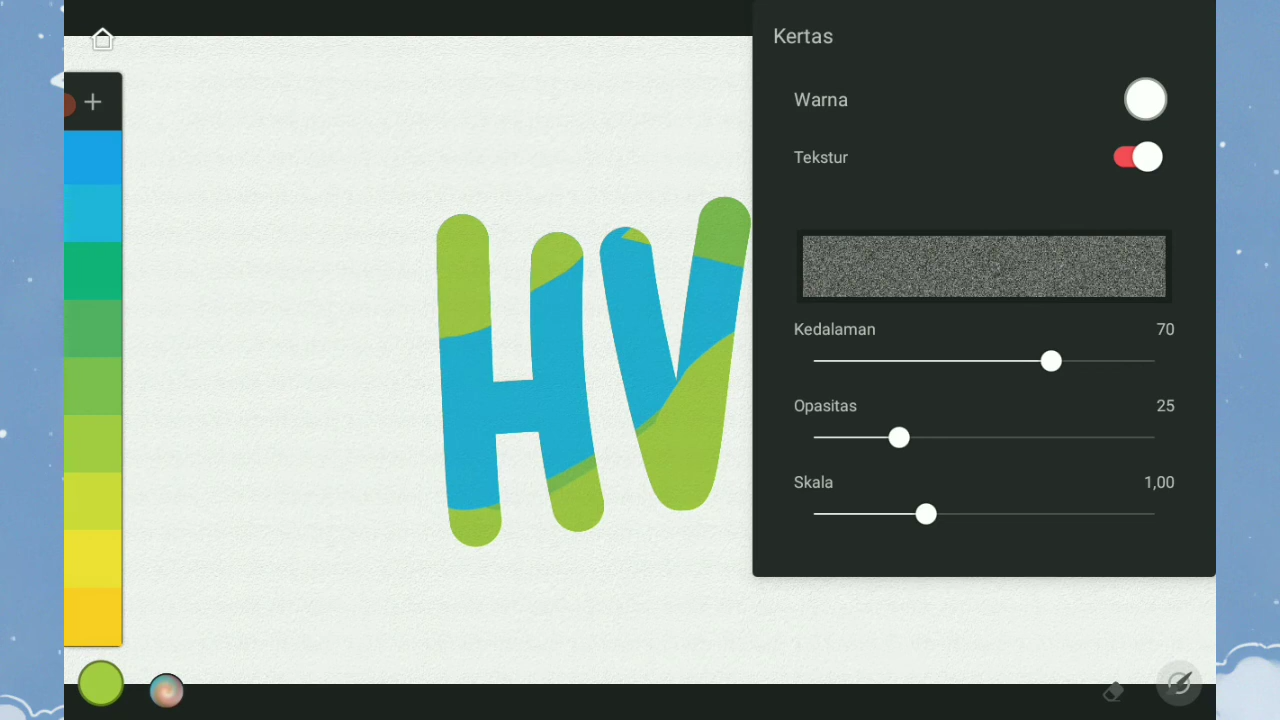 Kertas
Warna
Tekstur
HV
Kedalaman 70
Opasitas 25
Skala 1,00